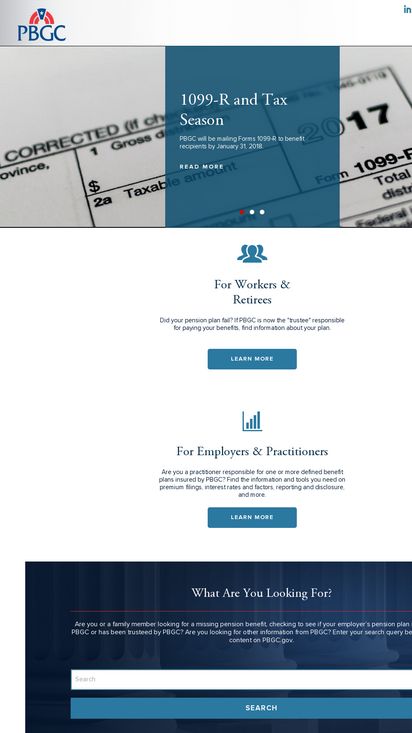 PBGC
in
CORRECTED (if ch
1 Gross dist
2017
ovince,
$
2a Taxable amount
Form 1099-R
Total
dist
Federal
1099-R and Tax
Season
PBGC will be mailing Forms 1099-R to benefit
recipients by January 31, 2018.
READ MORE
For Workers &
Retirees
Did your pension plan fail? If PBGC is now the "trustee" responsible
for paying your benefits, find information about your plan.
LEARN MORE
For Employers & Practitioners
Are you a practitioner responsible for one or more defined benefit
plans insured by PBGC? Find the information and tools you need on
premium filings, interest rates and factors, reporting and disclosure,
and more.
LEARN MORE
What Are You Looking For?
Are you or a family member looking for a missing pension benefit, checking to see if your employer's pension plan
PBGC or has been trusteed by PBGC? Are you looking for other information from PBGC? Enter your search query be
content on PBGC.gov.
Search
SEARCH